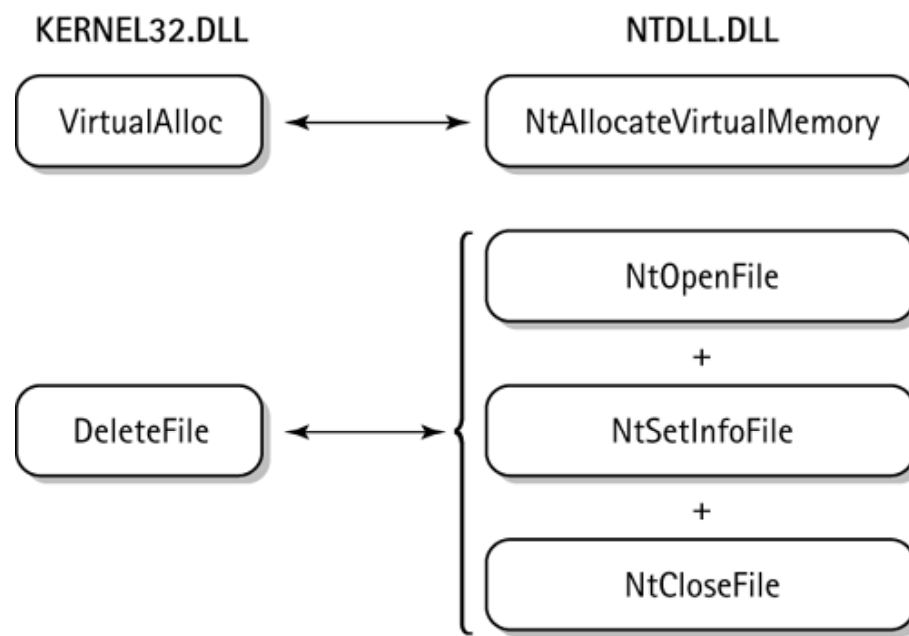 KERNEL32.DLL NTDLL.DLL
VirtualAlloc NtAllocateVirtualMemory
NtOpenFile
+
DeleteFile NtSetInfoFile
+
NtCloseFile